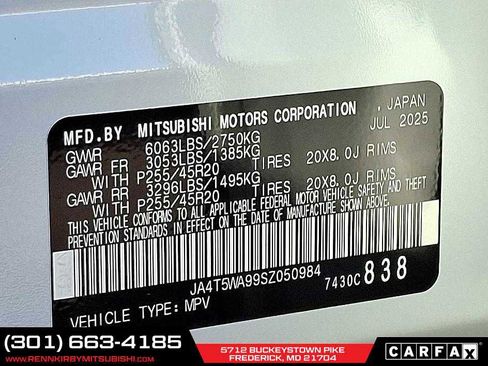 MFD.BY MITSUBISHI MOTORS CORPORATION , JAPAN
GVWR 6063LBS/2750KG JUL 2025
GAWR FR 3053LBS/1385KG
WITH P255/45R20 TIRES 20X8.0J RIMS
GAWR RR 3296LBS/1495KG
WITH P255/45R20 TIRES 20X8.0J RIMS
THIS VEHICLE CONFORMS TO ALL APPLICABLE FEDERAL MOTOR VEHICLE SAFETY AND THEFT
PREVENTION STANDARDS IN EFFECT ON THE DATE OF MANUFACTURE SHOWN ABOVE.
JA4T5WA99SZ050984
7430C 838
VEHICLE TYPE: MPV
(301) 663-4185
WWW.RENNKIRBYMITSUBISHI.COM
5712 BUCKEYSTOWN PIKE
FREDERICK, MD 21704
CARFAX